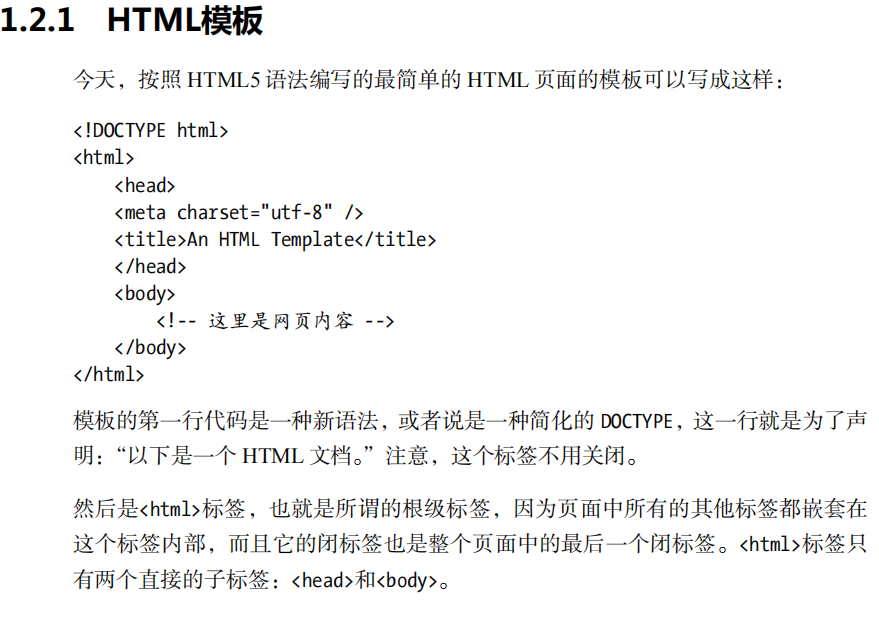 1.2.1 HTML模板
今天，按照 HTML5 语法编写的最简单的 HTML 页面的模板可以写成这样：
<!DOCTYPE html>
<html>
    <head>
    <meta charset="utf-8" />
    <title>An HTML Template</title>
    </head>
    <body>
        <!-- 这里是网页内容 -->
    </body>
</html>
模板的第一行代码是一种新语法，或者说是一种简化的 DOCTYPE，这一行就是为了声
明：“以下是一个 HTML 文档。”注意，这个标签不用关闭。
然后是<html>标签，也就是所谓的根级标签，因为页面中所有的其他标签都嵌套在
这个标签内部，而且它的闭标签也是整个页面中的最后一个闭标签。<html>标签只
有两个直接的子标签：<head>和<body>。